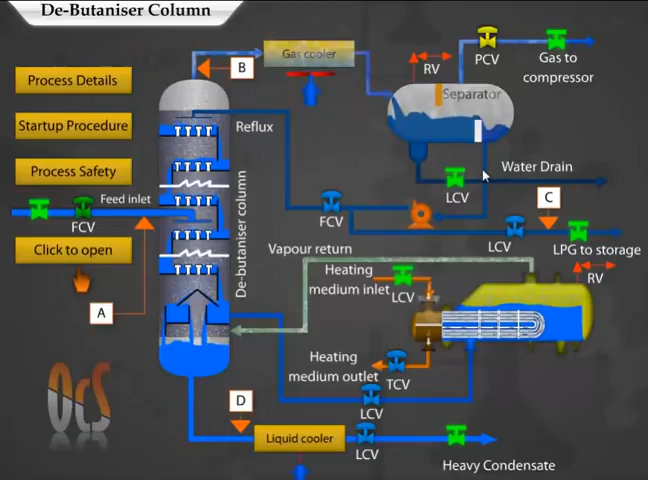 De-Butaniser Column
B
Gas cooler
RV
PCV
Gas to
compressor
Process Details
Separator
Startup Procedure
Reflux
Process Safety
Water Drain
LCV
C
Feed inlet
FCV
FCV
LCV
LPG to storage
De-butaniser column
Click to open
Vapour return
Heating
medium inlet
LCV
RV
A
Heating
medium outlet
TCV
LCV
OCS
D
Liquid cooler
LCV
Heavy Condensate